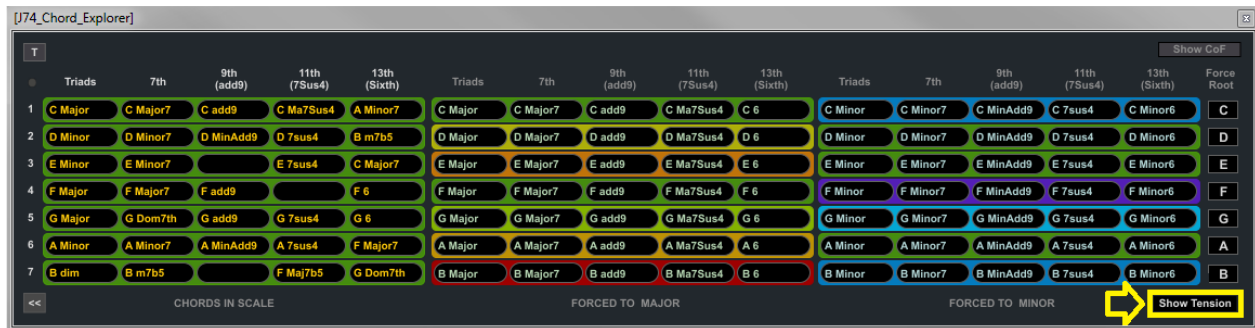 [J74_Chord_Explorer]
T Show CoF
Triads 7th 9th (add9) 11th (7Sus4) 13th (Sixth) Triads 7th 9th (add9) 11th (7Sus4) 13th (Sixth) Triads 7th 9th (add9) 11th (7Sus4) 13th (Sixth) Force Root
1 C Major C Major7 C add9 C Ma7Sus4 A Minor7 C Major C Major7 C add9 C Ma7Sus4 C 6 C Minor C Minor7 C MinAdd9 C 7sus4 C Minor6 C
2 D Minor D Minor7 D MinAdd9 D 7sus4 B m7b5 D Major D Major7 D add9 D Ma7Sus4 D 6 D Minor D Minor7 D MinAdd9 D 7sus4 D Minor6 D
3 E Minor E Minor7 E 7sus4 C Major7 E Major E Major7 E add9 E Ma7Sus4 E 6 E Minor E Minor7 E MinAdd9 E 7sus4 E Minor6 E
4 F Major F Major7 F add9 F 6 F Major F Major7 F add9 F Ma7Sus4 F 6 F Minor F Minor7 F MinAdd9 F 7sus4 F Minor6 F
5 G Major G Dom7th G add9 G 7sus4 G 6 G Major G Major7 G add9 G Ma7Sus4 G 6 G Minor G Minor7 G MinAdd9 G 7sus4 G Minor6 G
6 A Minor A Minor7 A MinAdd9 A 7sus4 F Major7 A Major A Major7 A add9 A Ma7Sus4 A 6 A Minor A Minor7 A MinAdd9 A 7sus4 A Minor6 A
7 B dim B m7b5 F Maj7b5 G Dom7th B Major B Major7 B add9 B Ma7Sus4 B 6 B Minor B Minor7 B MinAdd9 B 7sus4 B Minor6 B
<< CHORDS IN SCALE FORCED TO MAJOR FORCED TO MINOR Show Tension